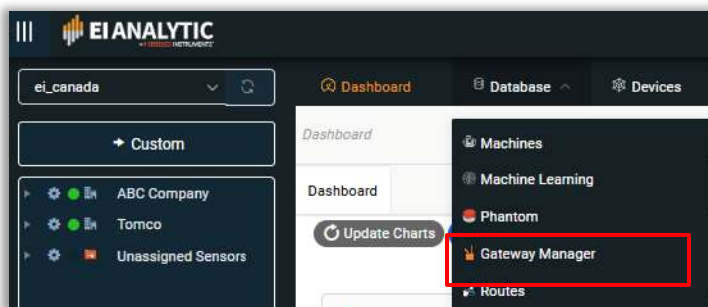 EI ANALYTIC
ei_canada
Dashboard
Database
Devices
Custom
Dashboard
Machines
ABC Company
Dashboard
Machine Learning
Tomco
Phantom
Update Charts
Unassigned Sensors
Gateway Manager
Routes